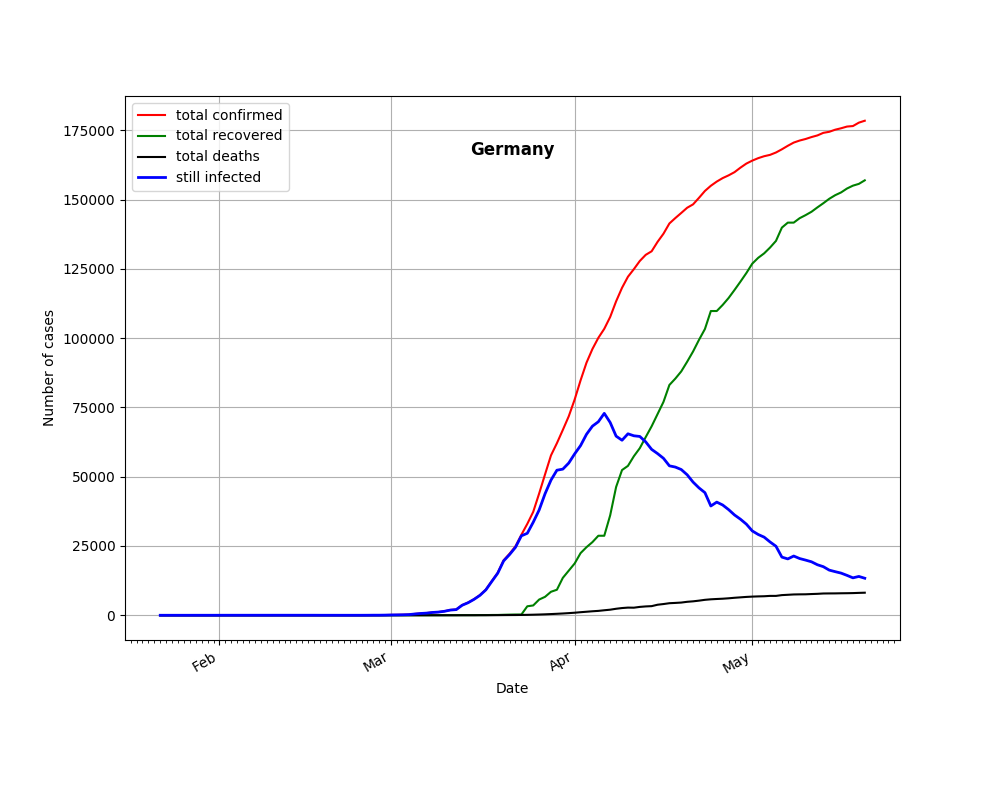 total confirmed
total recovered
total deaths
still infected
Germany
175000
150000
125000
100000
75000
50000
25000
0
Number of cases
Feb
Mar
Apr
May
Date